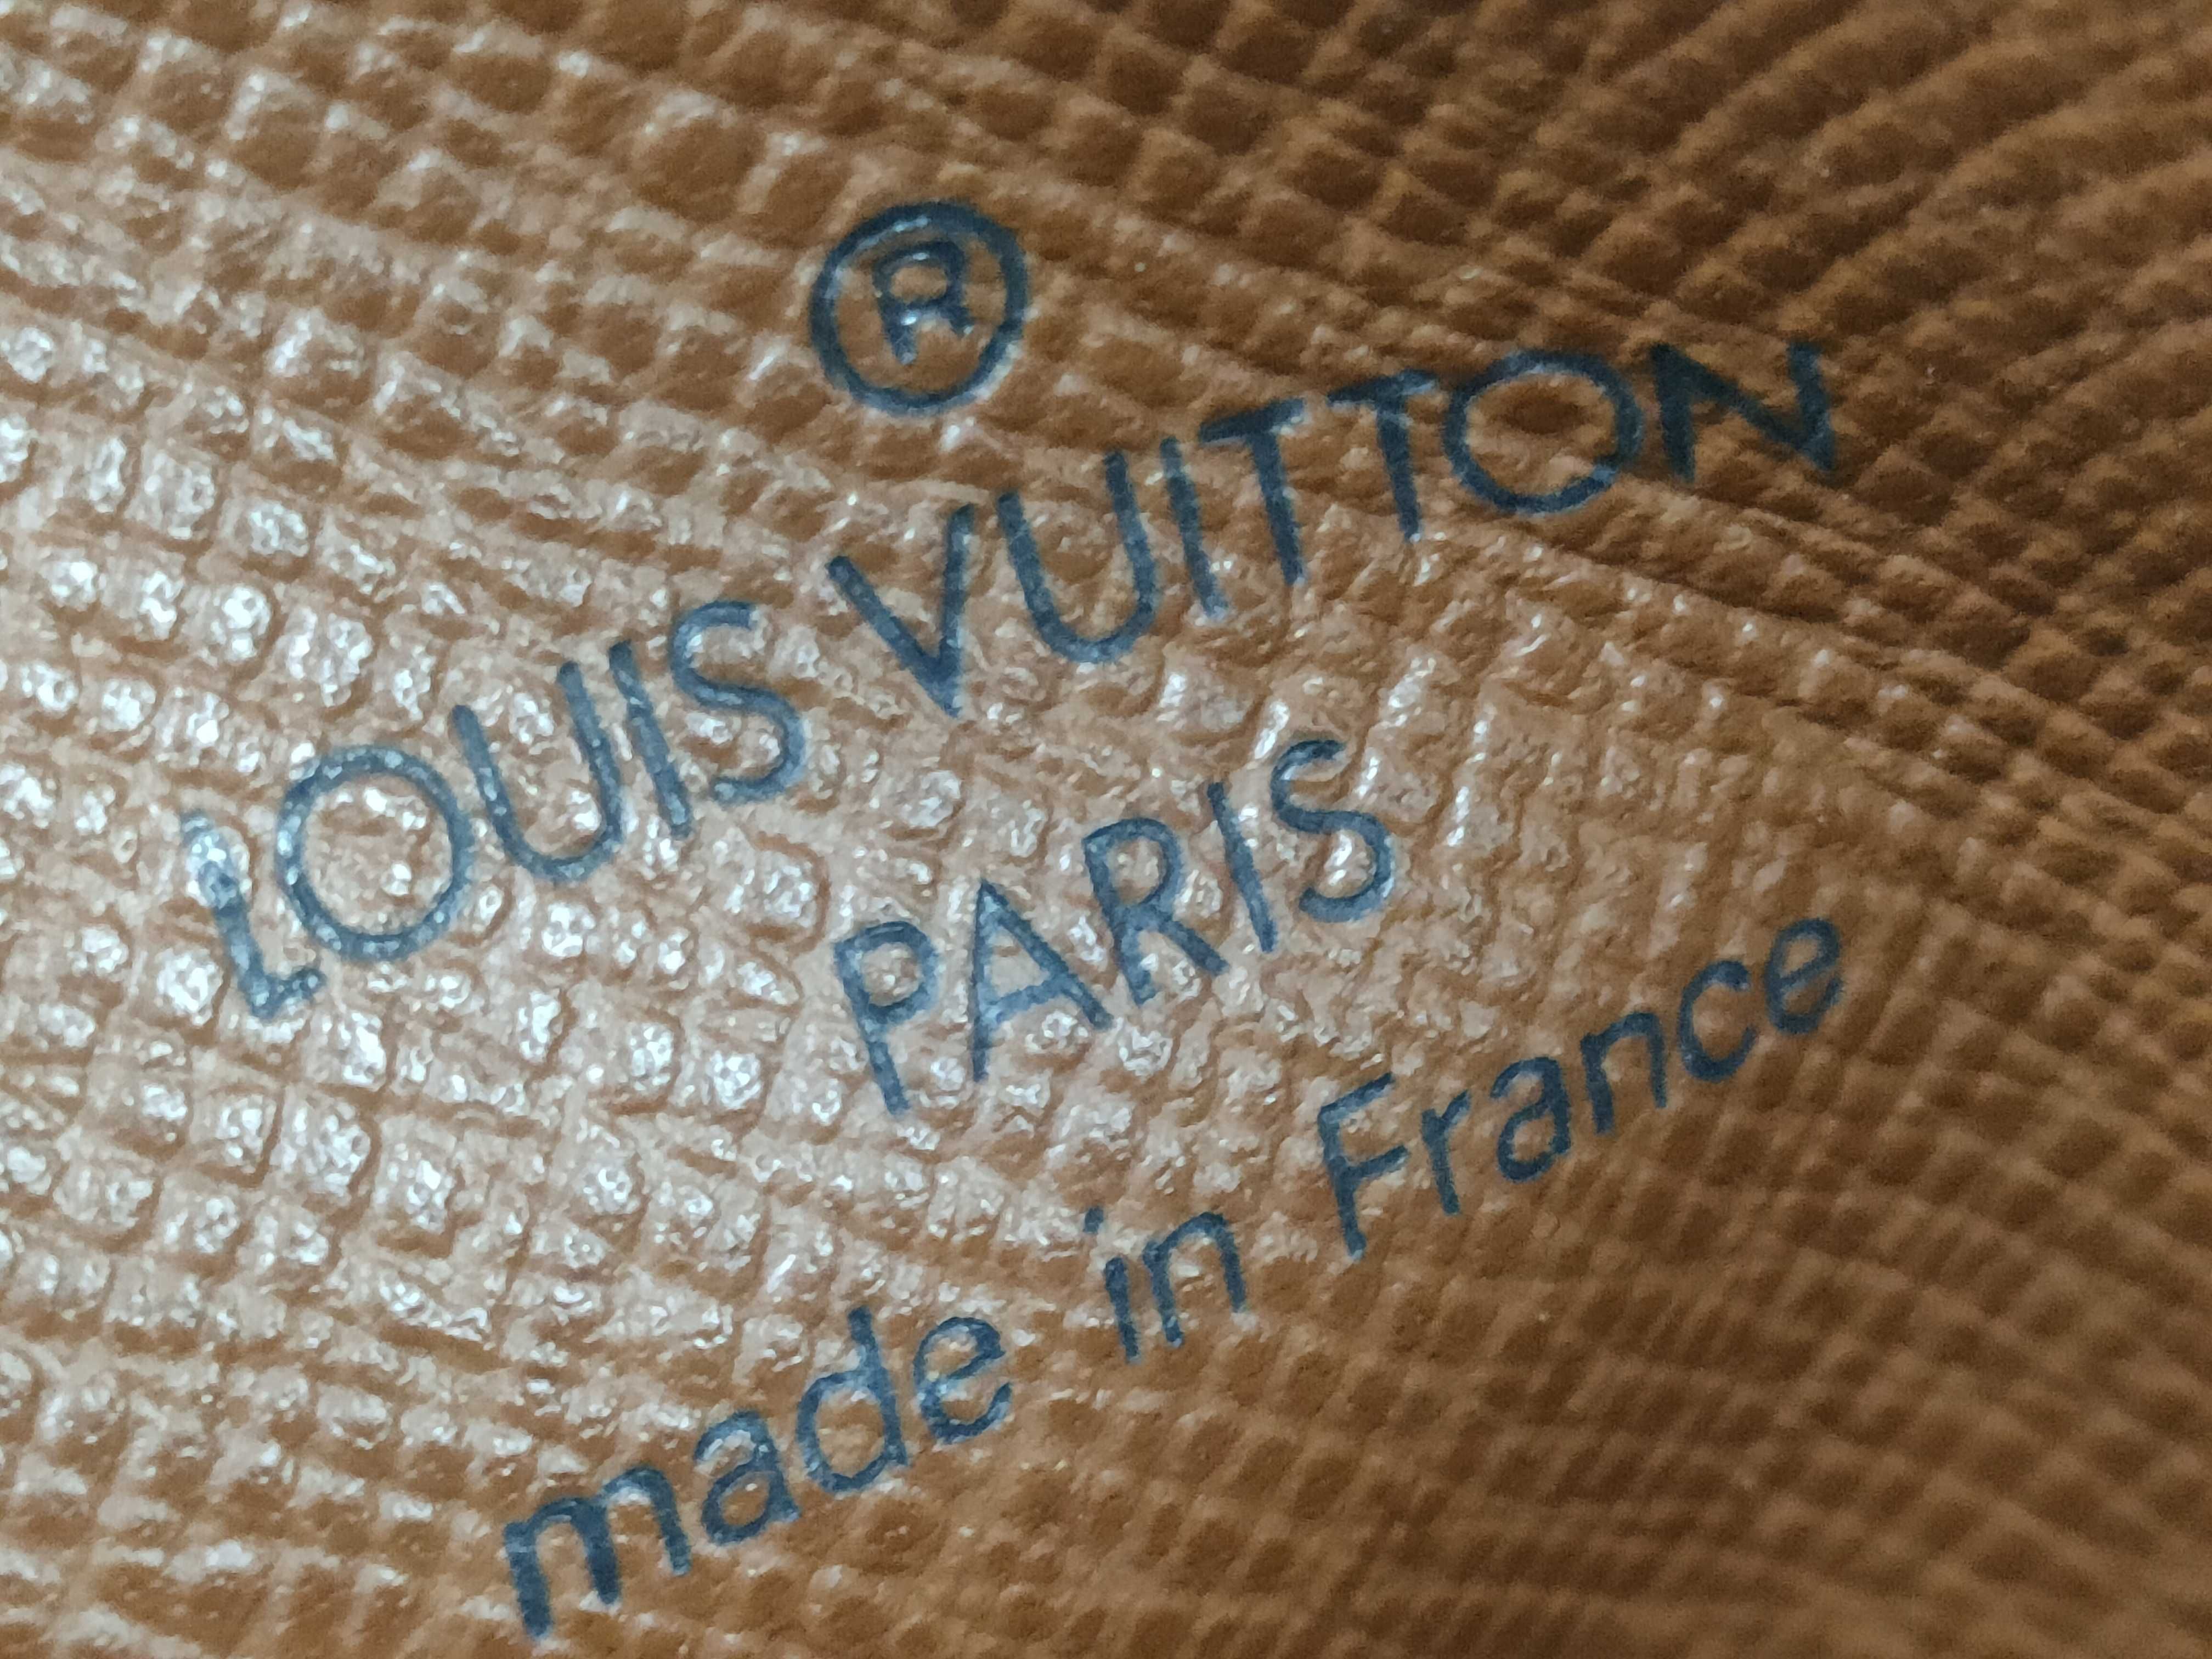 ®
LOUIS VUITTON
PARIS
made in France